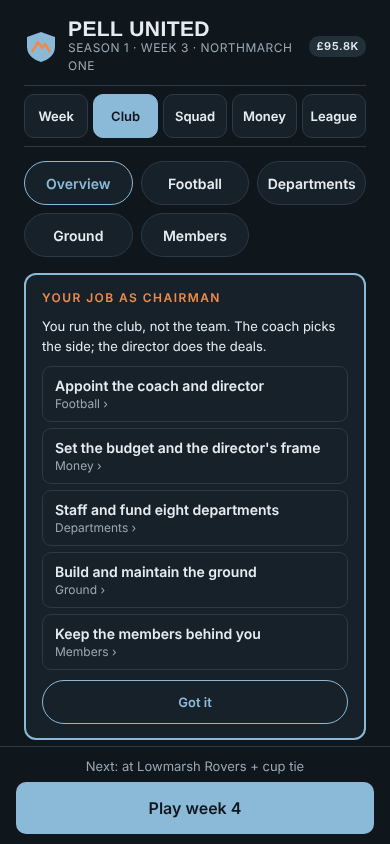 PELL UNITED
SEASON 1 · WEEK 3 · NORTHMARCH
ONE
£95.8K
Week
Club
Squad
Money
League
Overview
Football
Departments
Ground
Members
YOUR JOB AS CHAIRMAN
You run the club, not the team. The coach picks
the side; the director does the deals.
Appoint the coach and director
Football ›
Set the budget and the director's frame
Money ›
Staff and fund eight departments
Departments ›
Build and maintain the ground
Ground ›
Keep the members behind you
Members ›
Got it
Next: at Lowmarsh Rovers + cup tie
Play week 4